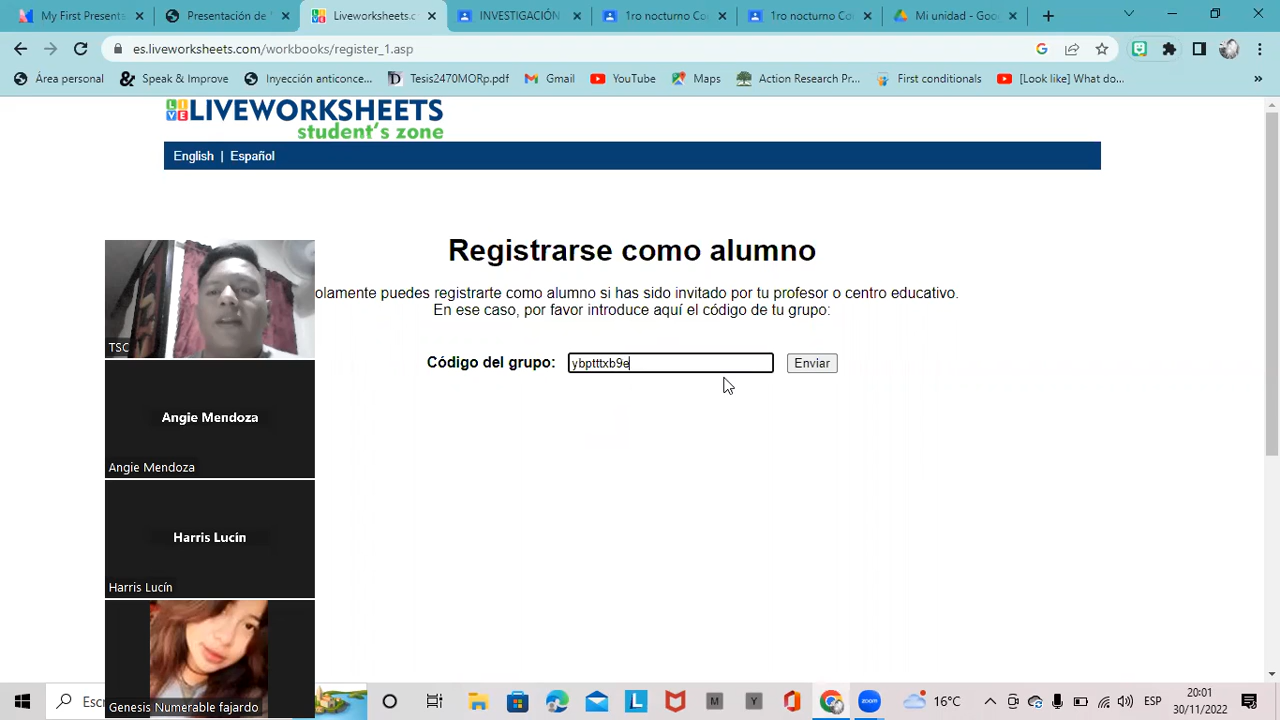 My Drive -
Español - V
Liveworksheets.c
INVESTIGACIÓN
1ro nocturno Co
1ro nocturno Co
Mi unidad - Goo
es.liveworksheets.com/workbooks/register_1.asp
Área personal
Speak & Improve
Inyección anticonce...
Tesis2470MORp.pdf
Gmail
YouTube
Maps
Action Research Pr...
First conditionals
[Look like] What do...
LIVEWORKSHEETS
student's zone
English | Español
Registrarse como alumno
olamente puedes registrarte como alumno si has sido invitado por tu profesor o centro educativo.
En ese caso, por favor introduce aquí el código de tu grupo:
Código del grupo: ybptttxb9e Enviar
TSC
Angie Mendoza
Angie Mendoza
Harris Lucín
Harris Lucín
Genesis Numerable fajardo
Escr
16°C
ESP
20:01
30/11/2022